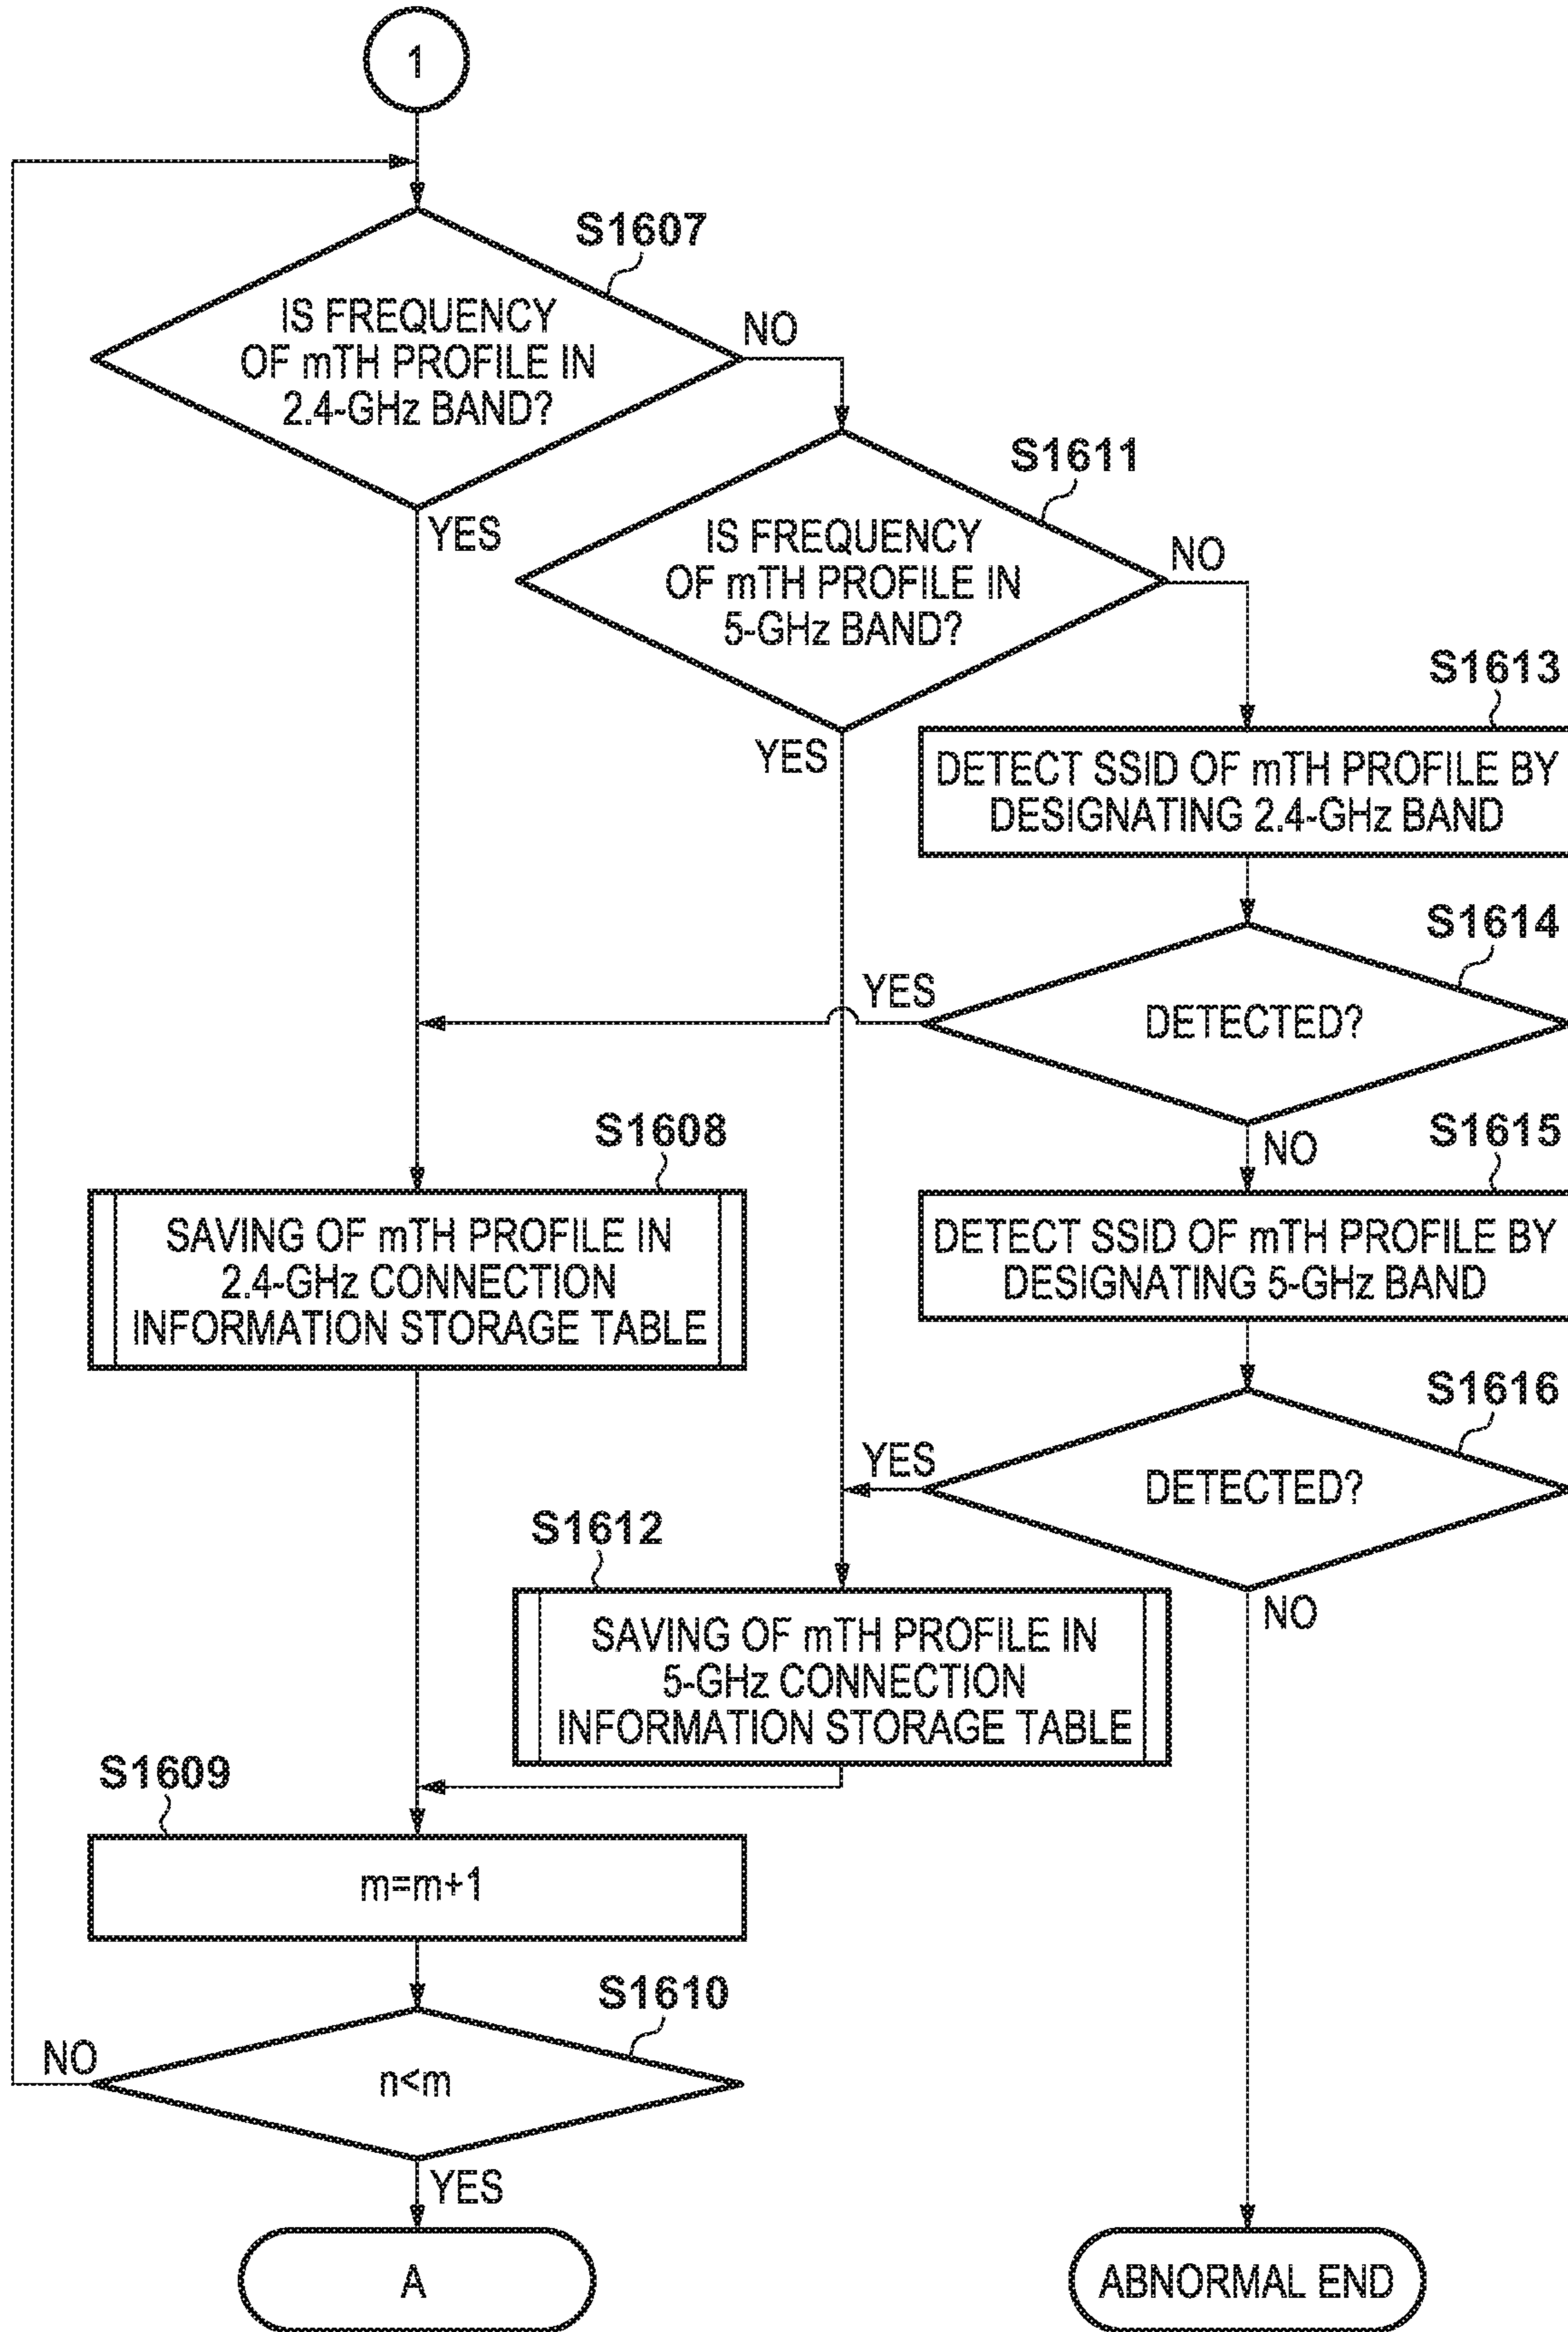 1
S1607
IS FREQUENCY
OF mTH PROFILE IN
2.4-GHz BAND?
NO
YES
S1611
IS FREQUENCY
OF mTH PROFILE IN
5-GHz BAND?
NO
YES
S1613
DETECT SSID OF mTH PROFILE BY
DESIGNATING 2.4-GHz BAND
S1614
DETECTED?
YES
NO
S1608
SAVING OF mTH PROFILE IN
2.4-GHz CONNECTION
INFORMATION STORAGE TABLE
S1615
DETECT SSID OF mTH PROFILE BY
DESIGNATING 5-GHz BAND
S1616
DETECTED?
YES
NO
S1612
SAVING OF mTH PROFILE IN
5-GHz CONNECTION
INFORMATION STORAGE TABLE
S1609
m=m+1
S1610
n<m
NO
YES
A
ABNORMAL END